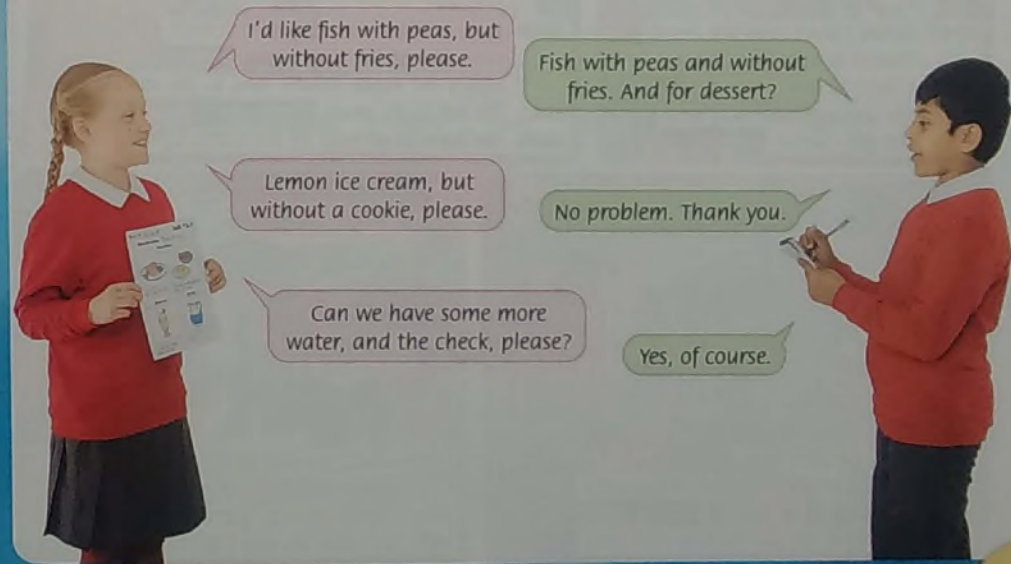 I'd like fish with peas, but
without fries, please.
Fish with peas and without
fries. And for dessert?
Lemon ice cream, but
without a cookie, please.
No problem. Thank you.
Can we have some more
water, and the check, please?
Yes, of course.